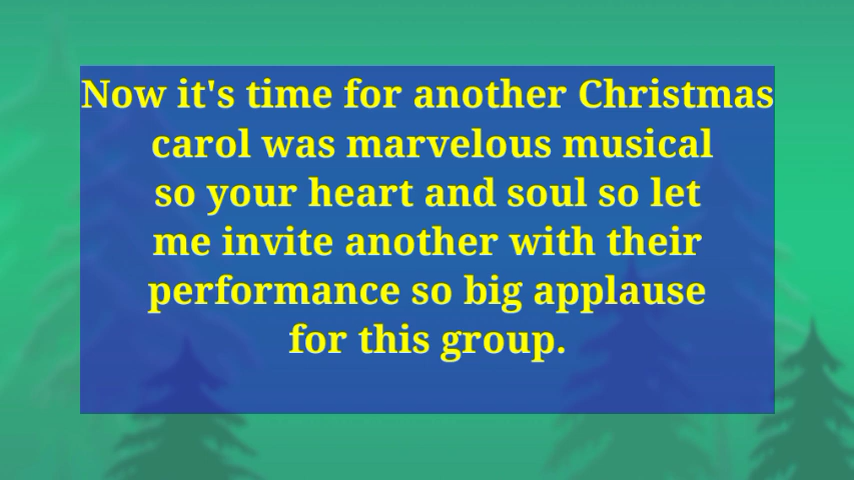 Now it's time for another Christmas
carol was marvelous musical
so your heart and soul so let
me invite another with their
performance so big applause
for this group.